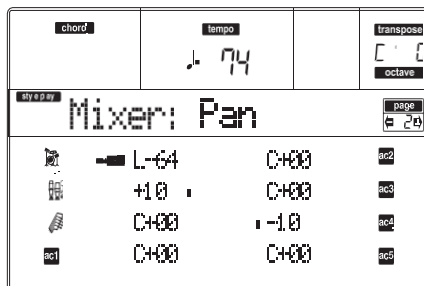 chord tempo transpose
♩. 74
octave
style play Mixer: Pan page
2
L-64 C+00 ac2
+10 C+00 ac3
C+00 -10 ac4
ac1 C+00 C+00 ac5